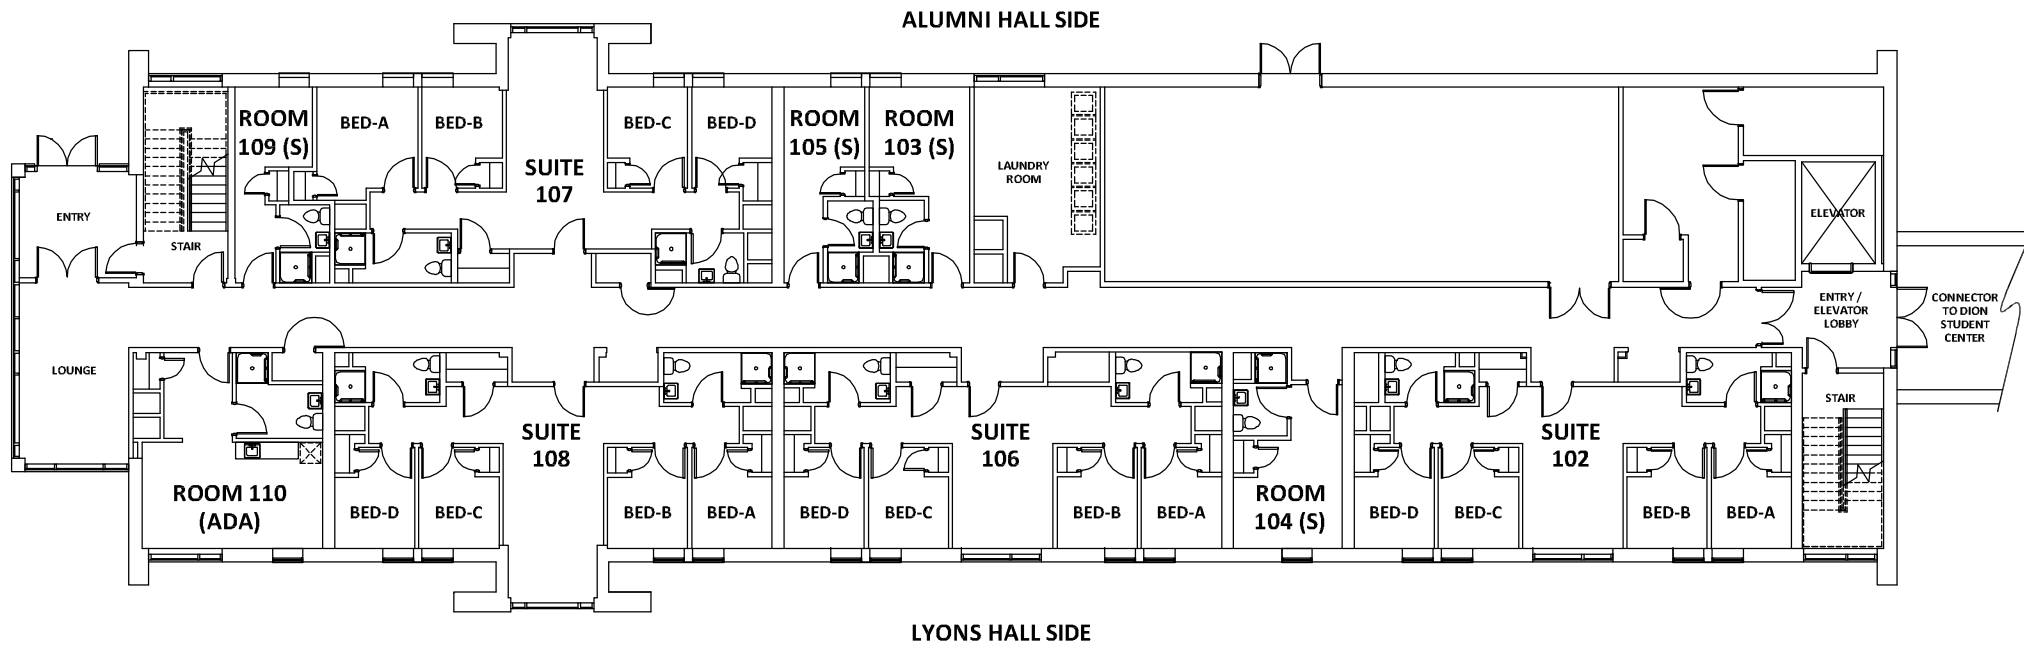 ALUMNI HALL SIDE
ROOM
109 (S)
BED-A
BED-B
SUITE
107
BED-C
BED-D
ROOM
105 (S)
ROOM
103 (S)
LAUNDRY
ROOM
ELEVATOR
ENTRY
STAIR
LOUNGE
ENTRY /
ELEVATOR
LOBBY
CONNECTOR
TO DION
STUDENT
CENTER
STAIR
ROOM 110
(ADA)
BED-D
BED-C
SUITE
108
BED-B
BED-A
BED-D
BED-C
SUITE
106
BED-B
BED-A
ROOM
104 (S)
BED-D
BED-C
SUITE
102
BED-B
BED-A
LYONS HALL SIDE